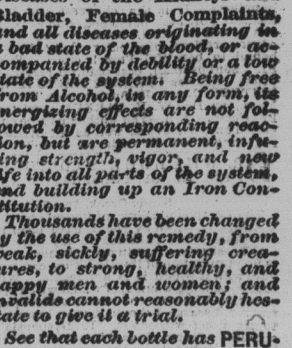 Bladder, Female Complaints,
and all diseases originating in
a bad state of the blood, or ac-
companied by debility or a low
state of the system. Being free
from Alcohol, in any form, its
energizing effects are not fol-
lowed by corresponding reac-
tion, but are permanent, infu-
sing strength, vigor, and new
life into all parts of the system,
and building up an Iron Con-
stitution.
Thousands have been changed
by the use of this remedy, from
weak, sickly, suffering crea-
tures, to strong, healthy, and
happy men and women; and
invalids cannot reasonably hes-
itate to give it a trial.
See that each bottle has PERU-